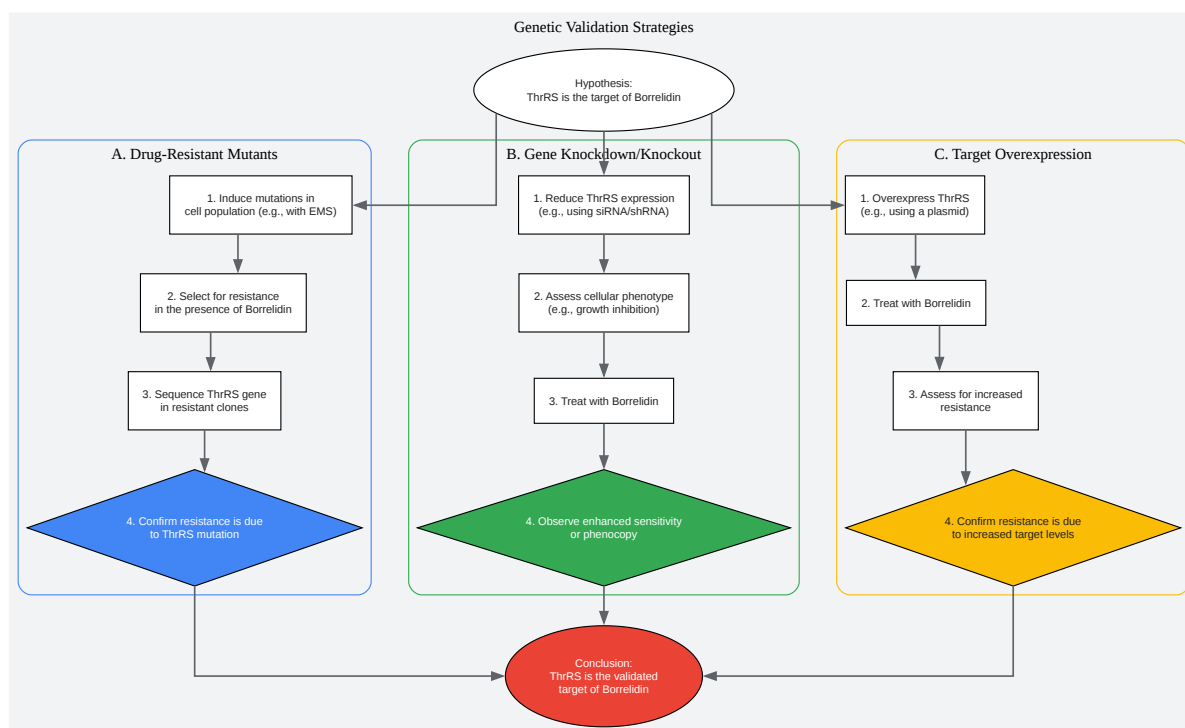 Genetic Validation Strategies
Hypothesis:
ThrRS is the target of Borrelidin
A. Drug-Resistant Mutants
1. Induce mutations in
cell population (e.g., with EMS)
2. Select for resistance
in the presence of Borrelidin
3. Sequence ThrRS gene
in resistant clones
4. Confirm resistance is due
to ThrRS mutation
B. Gene Knockdown/Knockout
1. Reduce ThrRS expression
(e.g., using siRNA/shRNA)
2. Assess cellular phenotype
(e.g., growth inhibition)
3. Treat with Borrelidin
4. Observe enhanced sensitivity
or phenocopy
C. Target Overexpression
1. Overexpress ThrRS
(e.g., using a plasmid)
2. Treat with Borrelidin
3. Assess for increased
resistance
4. Confirm resistance is due
to increased target levels
Conclusion:
ThrRS is the validated
target of Borrelidin